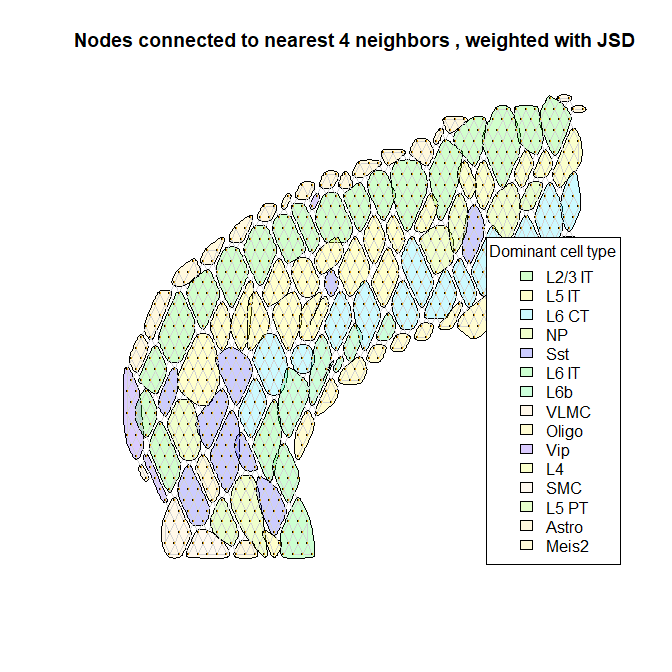 Nodes connected to nearest 4 neighbors , weighted with JSD
Dominant cell type
L2/3 IT
L5 IT
L6 CT
NP
Sst
L6 IT
L6b
VLMC
Oligo
Vip
L4
SMC
L5 PT
Astro
Meis2